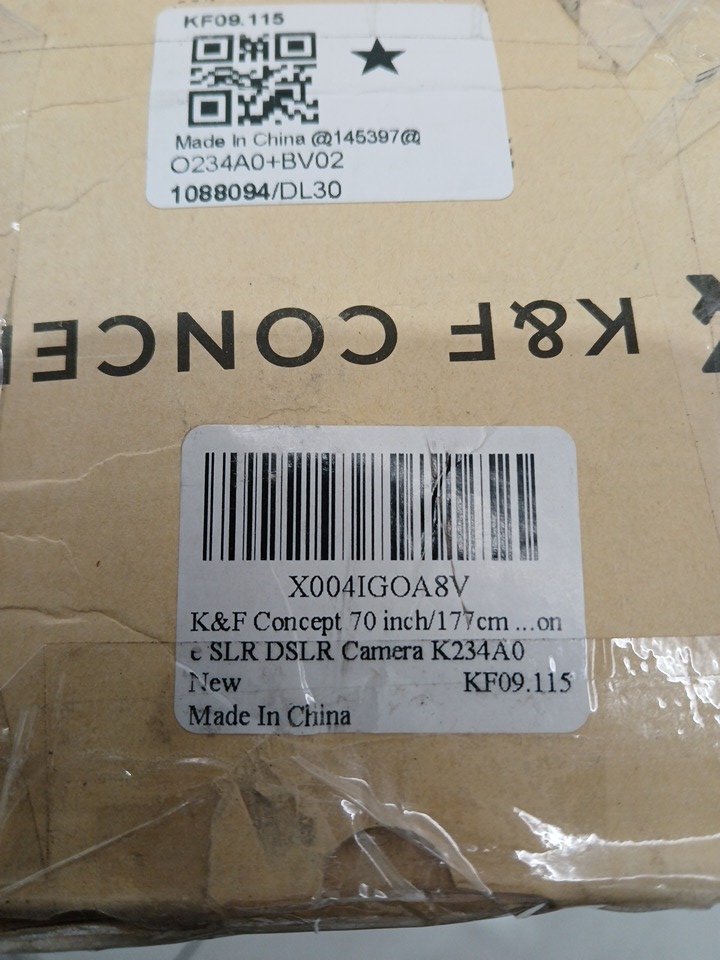 KF09.115
Made In China @145397@
O234A0+BV02
1088094/DL30
K&F CONCE
X004IGOA8V
K&F Concept 70 inch/177cm ...on
e SLR DSLR Camera K234A0
New KF09.115
Made In China